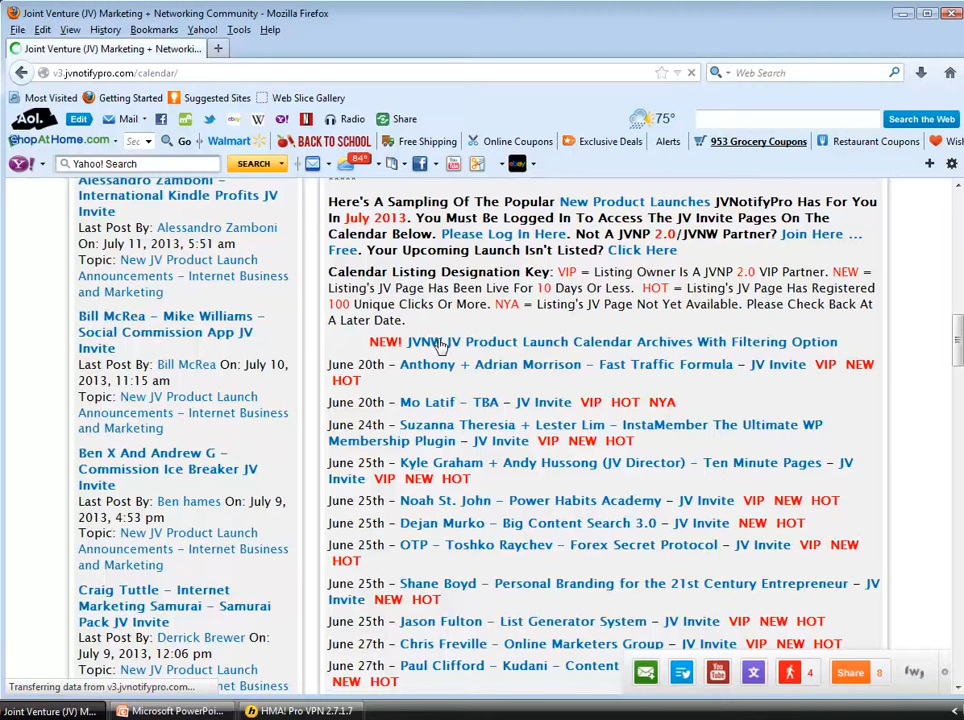 Joint Venture (JV) Marketing + Networking Community - Mozilla Firefox
File Edit View History Bookmarks Yahoo! Tools Help
Joint Venture (JV) Marketing + Networki...
v3.jvnotifypro.com/calendar/
Web Search
Most Visited Getting Started Suggested Sites Web Slice Gallery
Aol. Edit Mail Radio Share 75° Search the Web
ShopAtHome.com Sec Go Walmart BACK TO SCHOOL Free Shipping Online Coupons Exclusive Deals Alerts 953 Grocery Coupons Restaurant Coupons Wish
Y! Yahoo! Search SEARCH 84°
Alessandro Zamboni –
International Kindle Profits JV
Invite
Last Post By: Alessandro Zamboni
On: July 11, 2013, 5:51 am
Topic: New JV Product Launch
Announcements – Internet Business
and Marketing
Bill McRea – Mike Williams –
Social Commission App JV
Invite
Last Post By: Bill McRea On: July 10,
2013, 11:15 am
Topic: New JV Product Launch
Announcements – Internet Business
and Marketing
Ben X And Andrew G –
Commission Ice Breaker JV
Invite
Last Post By: Ben hames On: July 9,
2013, 4:53 pm
Topic: New JV Product Launch
Announcements – Internet Business
and Marketing
Craig Tuttle – Internet
Marketing Samurai – Samurai
Pack JV Invite
Last Post By: Derrick Brewer On:
July 9, 2013, 12:06 pm
Topic: New JV Product Launch
Here's A Sampling Of The Popular New Product Launches JVNotifyPro Has For You
In July 2013. You Must Be Logged In To Access The JV Invite Pages On The
Calendar Below. Please Log In Here. Not A JVNP 2.0/JVNW Partner? Join Here ...
Free. Your Upcoming Launch Isn't Listed? Click Here
Calendar Listing Designation Key: VIP = Listing Owner Is A JVNP 2.0 VIP Partner. NEW =
Listing's JV Page Has Been Live For 10 Days Or Less. HOT = Listing's JV Page Has Registered
100 Unique Clicks Or More. NYA = Listing's JV Page Not Yet Available. Please Check Back At
A Later Date.
NEW! JVNW JV Product Launch Calendar Archives With Filtering Option
June 20th – Anthony + Adrian Morrison – Fast Traffic Formula – JV Invite VIP NEW
HOT
June 20th – Mo Latif – TBA – JV Invite VIP HOT NYA
June 24th – Suzanna Theresia + Lester Lim – InstaMember The Ultimate WP
Membership Plugin – JV Invite VIP NEW HOT
June 25th – Kyle Graham + Andy Hussong (JV Director) – Ten Minute Pages – JV
Invite VIP NEW HOT
June 25th – Noah St. John – Power Habits Academy – JV Invite VIP NEW HOT
June 25th – Dejan Murko – Big Content Search 3.0 – JV Invite NEW HOT
June 25th – OTP – Toshko Raychev – Forex Secret Protocol – JV Invite VIP NEW
HOT
June 25th – Shane Boyd – Personal Branding for the 21st Century Entrepreneur – JV
Invite NEW HOT
June 25th – Jason Fulton – List Generator System – JV Invite VIP NEW HOT
June 27th – Chris Freville – Online Marketers Group – JV Invite VIP NEW HOT
June 27th – Paul Clifford – Kudani – Content
NEW HOT
You Tube 4 Share 8
Transferring data from v3.jvnotifypro.com...
Joint Venture (JV) M... Microsoft PowerPoi... HMA! Pro VPN 2.7.1.7